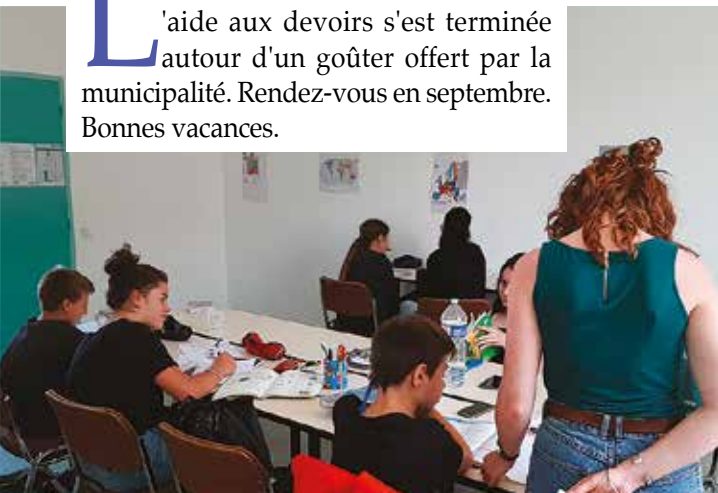 L'aide aux devoirs s'est terminée
autour d'un goûter offert par la
municipalité. Rendez-vous en septembre.
Bonnes vacances.